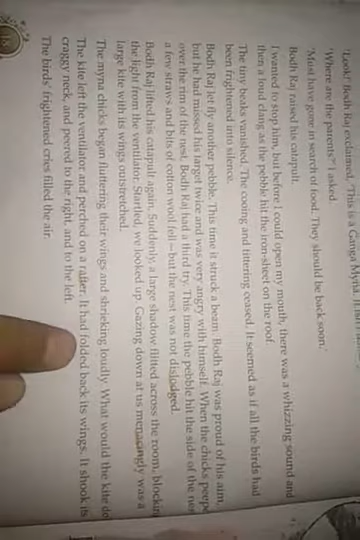 'Look!' Bodh Raj exclaimed. 'This is a Ganga Myna.
'Where are the parents?' I asked.
'Must have gone in search of food. They should be back soon.'
Bodh Raj raised his catapult.
I wanted to stop him, but before I could open my mouth, there was a whizzing sound and
then a loud clang as the pebble hit the iron-sheet on the roof.
The tiny beaks vanished. The cooing and tittering ceased. It seemed as if all the birds had
been frightened into silence.
Bodh Raj let fly another pebble. This time it struck a beam. Bodh Raj was proud of his aim,
but he had missed his target twice and was very angry with himself. When the chicks peepe
over the rim of the nest, Bodh Raj had a third try. This time the pebble hit the side of the nes
a few straws and bits of cotton wool fell – but the nest was not dislodged.
Bodh Raj lifted his catapult again. Suddenly, a large shadow flitted across the room, blockin
the light from the ventilator. Startled, we looked up. Gazing down at us menacingly was a
large kite with its wings outstretched.
The myna chicks began fluttering their wings and shrieking loudly. What would the kite do
The kite left the ventilator and perched on a rafter. It had folded back its wings. It shook its
craggy neck, and peered to the right, and to the left.
The birds' frightened cries filled the air.